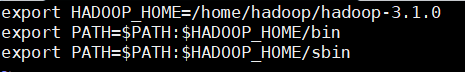 export HADOOP_HOME=/home/hadoop/hadoop-3.1.0
export PATH=$PATH:$HADOOP_HOME/bin
export PATH=$PATH:$HADOOP_HOME/sbin